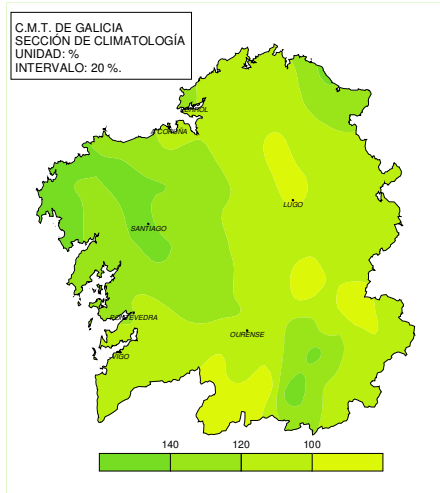 C.M.T. DE GALICIA
SECCIÓN DE CLIMATOLOGÍA
UNIDAD: %
INTERVALO: 20 %.
FERROL
A CORUÑA
LUGO
SANTIAGO
PONTEVEDRA
OURENSE
VIGO
140 120 100